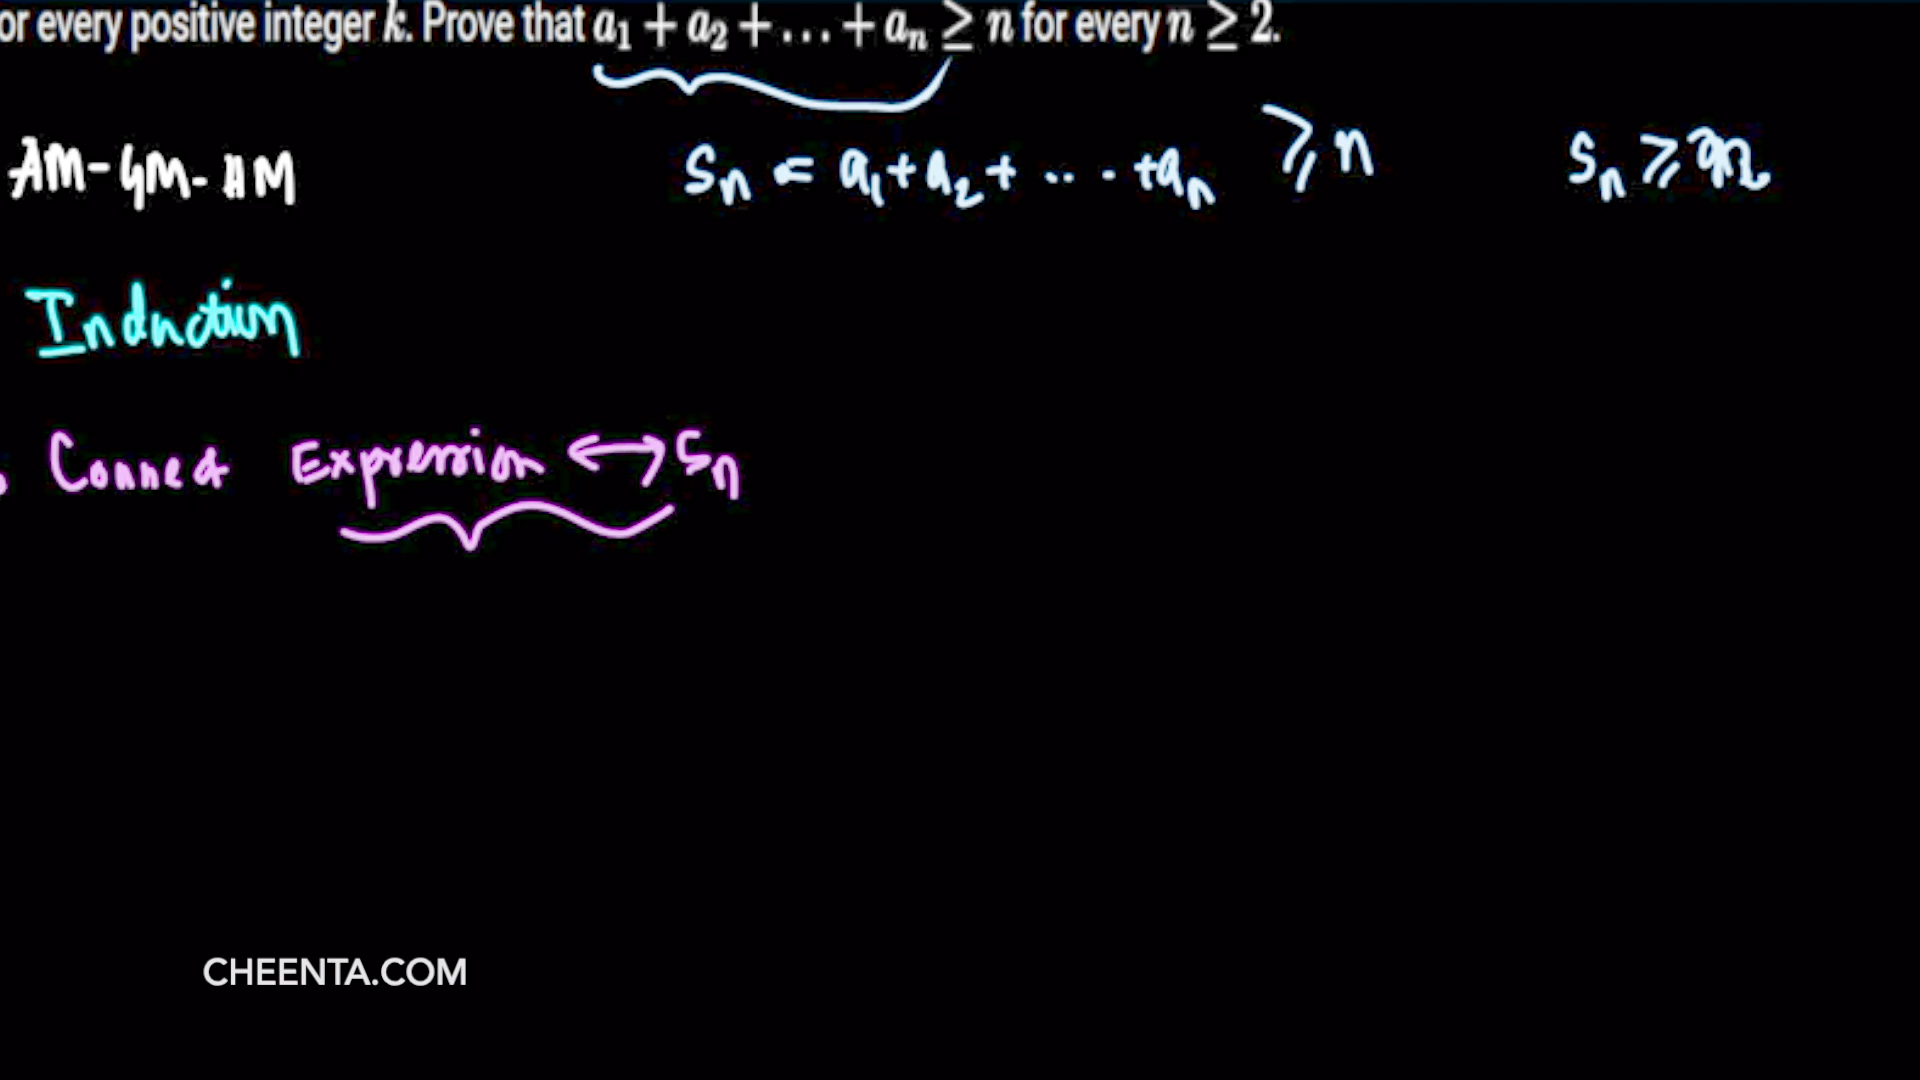 or every positive integer k. Prove that a₁ + a₂ + ... + aₙ ≥ n for every n ≥ 2.
AM-GM-HM Sₙ = a₁+a₂+ ... +aₙ ≥ n Sₙ ≥
Induction
Connect Expression ↔ Sₙ
CHEENTA.COM